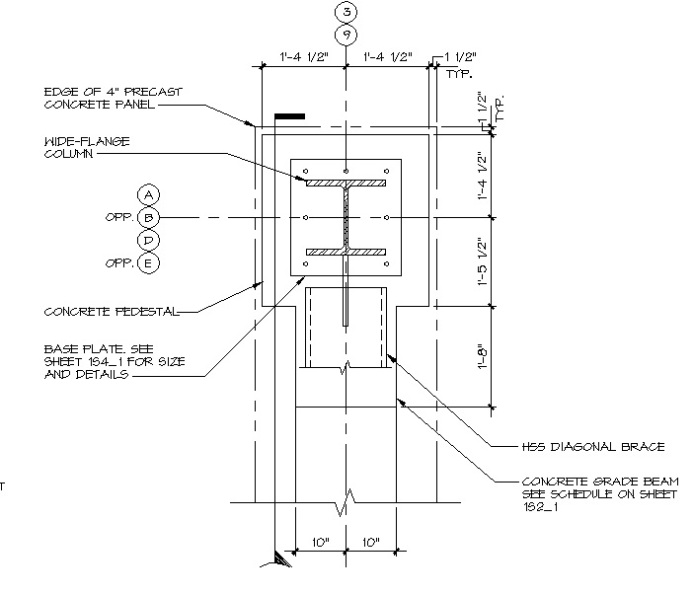 3
9
1'-4 1/2" 1'-4 1/2" 1 1/2"
TYP.
EDGE OF 4" PRECAST
CONCRETE PANEL
1 1/2"
TYP.
WIDE-FLANGE
COLUMN
1'-4 1/2"
A
OPP. B
D
OPP. E
1'-5 1/2"
CONCRETE PEDESTAL
BASE PLATE. SEE
SHEET 1S4_1 FOR SIZE
AND DETAILS
1'-8"
HSS DIAGONAL BRACE
CONCRETE GRADE BEAM
SEE SCHEDULE ON SHEET
1S2_1
T
10" 10"